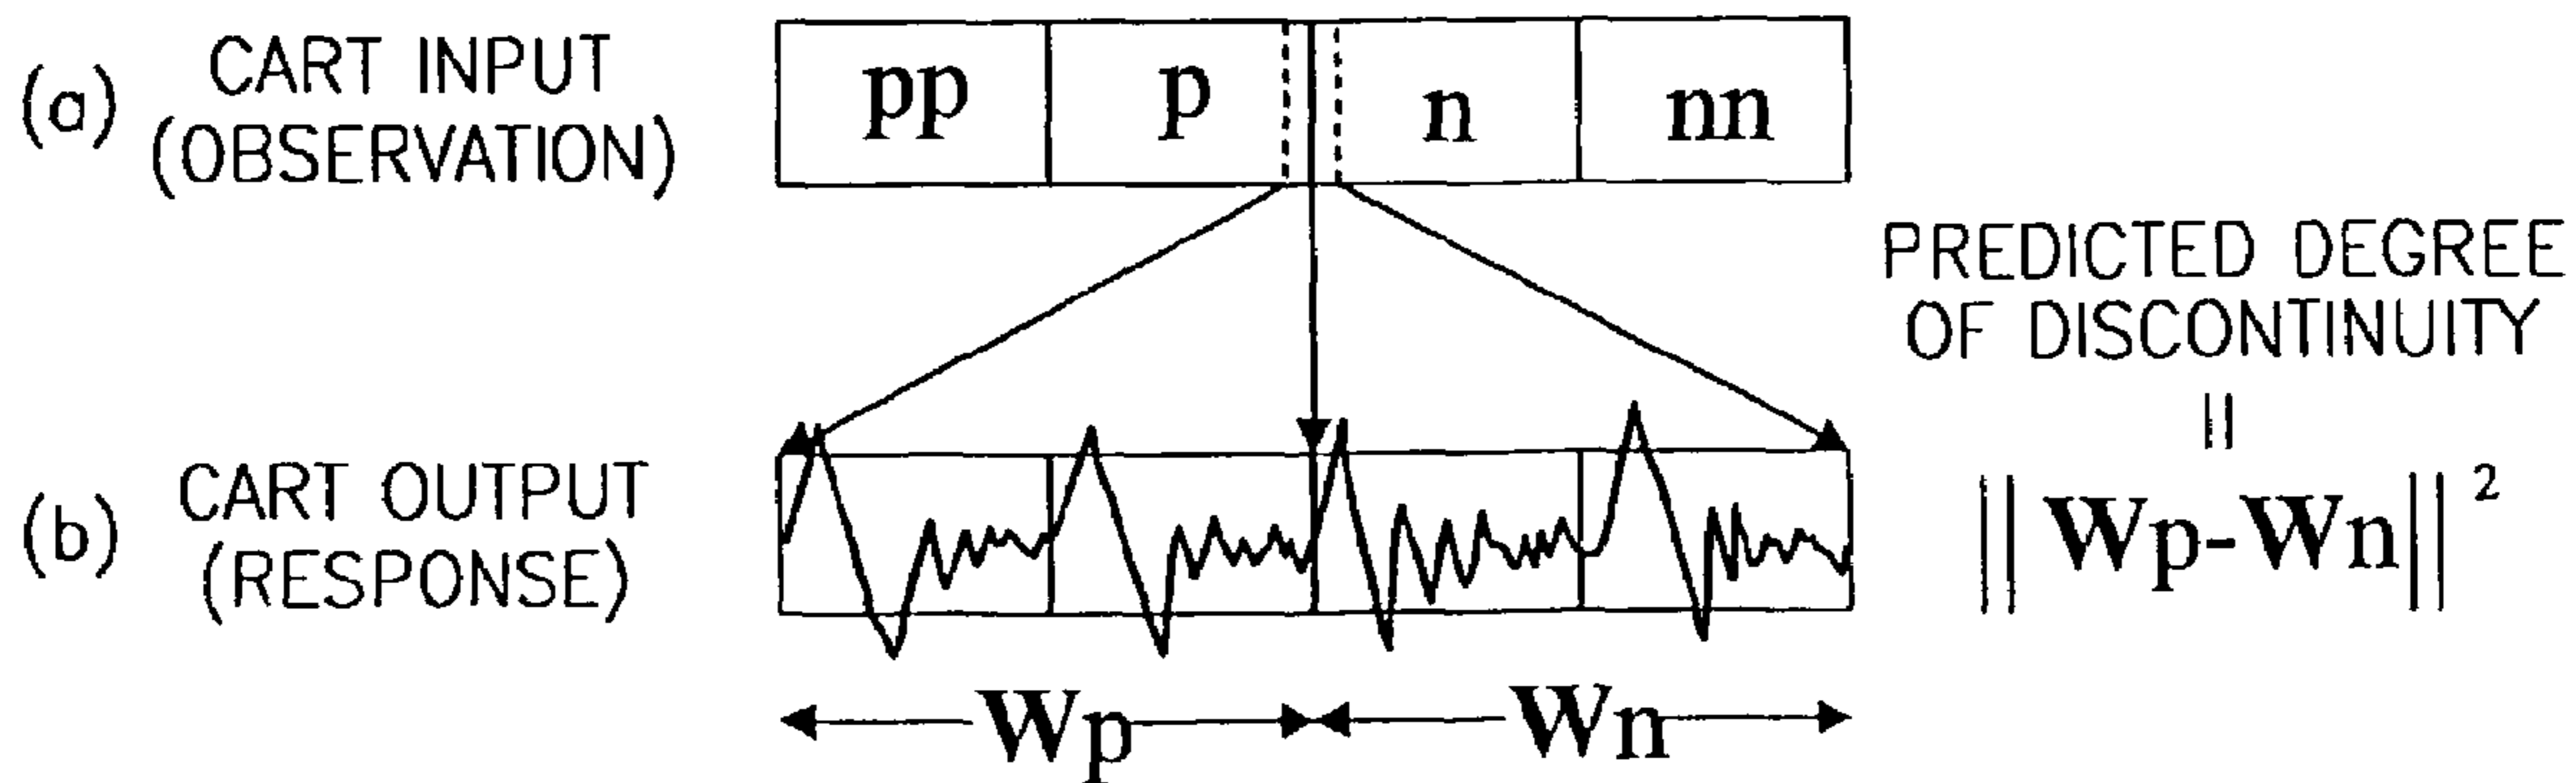 (a) CART INPUT
(OBSERVATION)
pp p n nn
PREDICTED DEGREE
OF DISCONTINUITY
=
|| Wp-Wn || ²
(b) CART OUTPUT
(RESPONSE)
Wp Wn